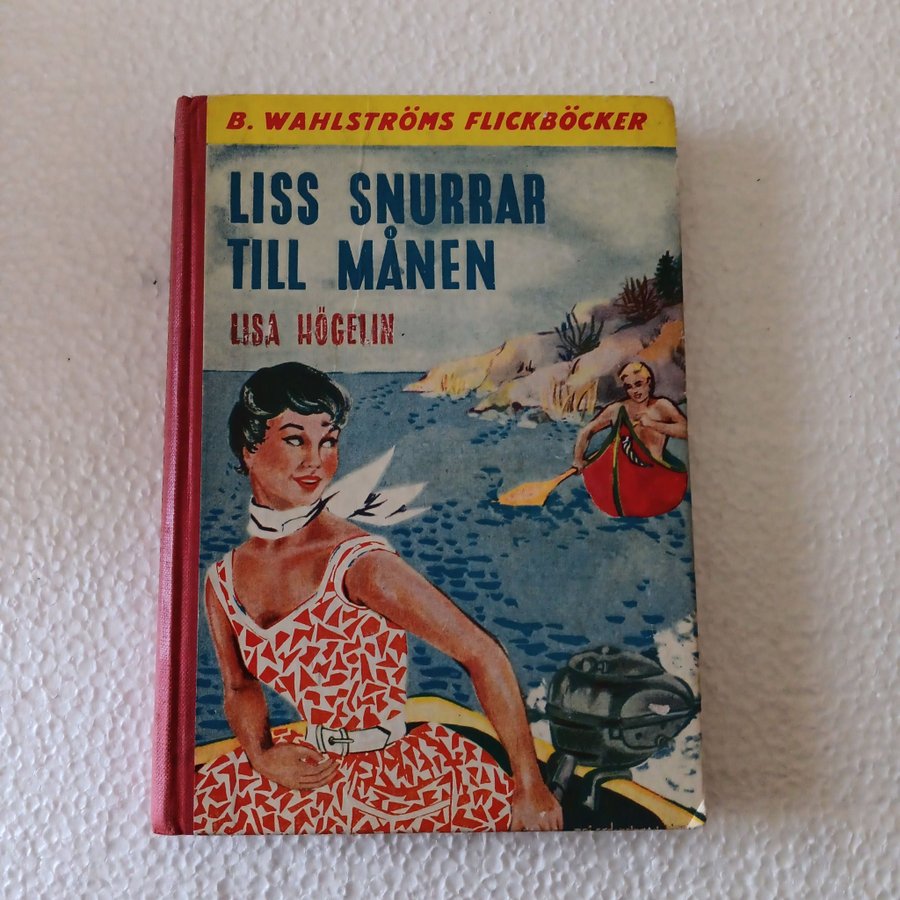 B. WAHLSTRÖMS FLICKBÖCKER
LISS SNURRAR
TILL MÅNEN
LISA HÖGELIN